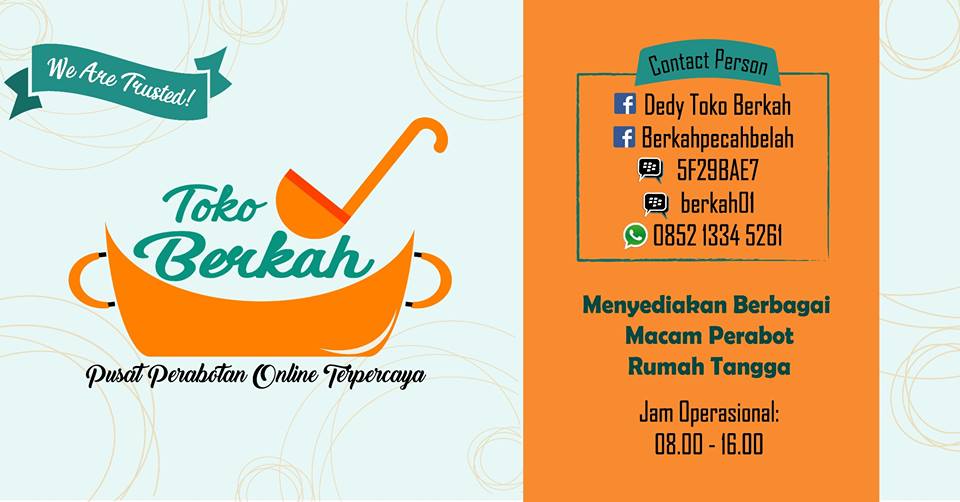 We Are Trusted!
Toko
Berkah
Pusat Perabotan Online Terpercaya
Contact Person
Dedy Toko Berkah
Berkahpecahbelah
5F29BAE7
berkah01
0852 1334 5261
Menyediakan Berbagai
Macam Perabot
Rumah Tangga
Jam Operasional:
08.00 - 16.00